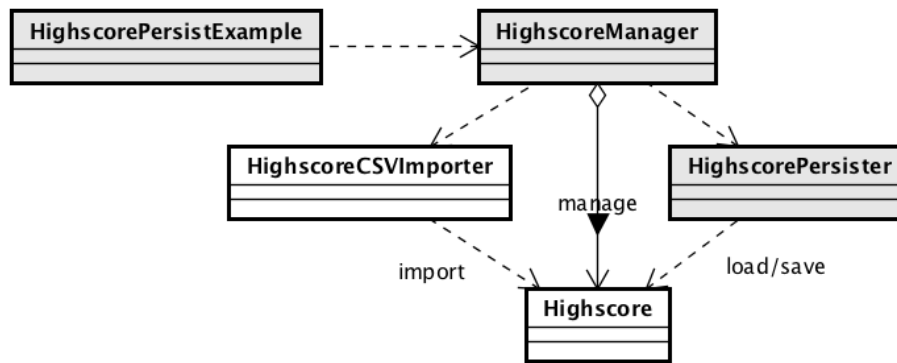 HighscorePersistExample
HighscoreManager
HighscoreCSVImporter
HighscorePersister
manage
import
load/save
Highscore